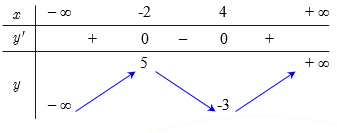 x −∞ -2 4 +∞
y' + 0 − 0 +
5 +∞
y
−∞ -3